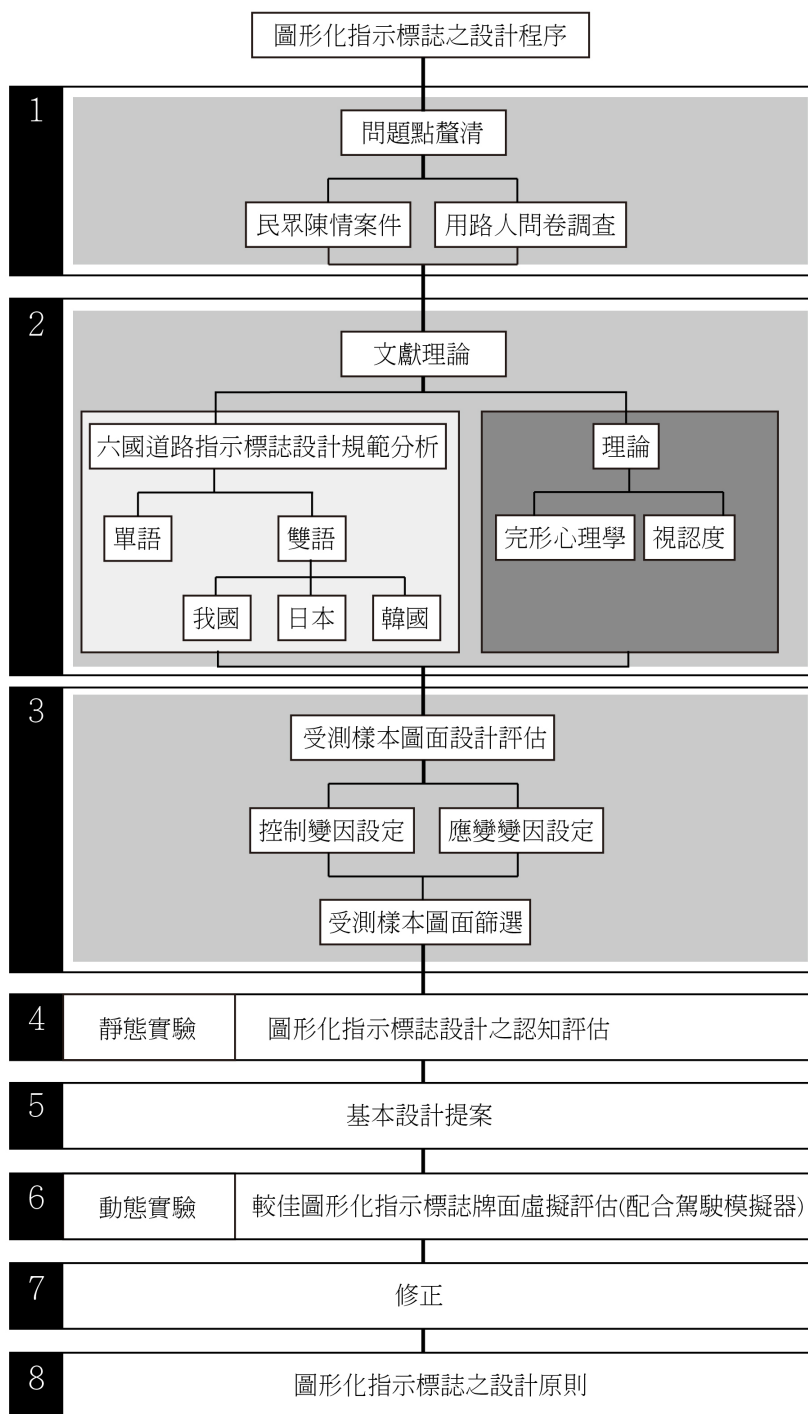 圖形化指示標誌之設計程序
1
問題點釐清
民眾陳情案件
用路人問卷調查
2
文獻理論
六國道路指示標誌設計規範分析
理論
單語
雙語
完形心理學
視認度
我國
日本
韓國
3
受測樣本圖面設計評估
控制變因設定
應變變因設定
受測樣本圖面篩選
4
靜態實驗
圖形化指示標誌設計之認知評估
5
基本設計提案
6
動態實驗
較佳圖形化指示標誌牌面虛擬評估(配合駕駛模擬器)
7
修正
8
圖形化指示標誌之設計原則